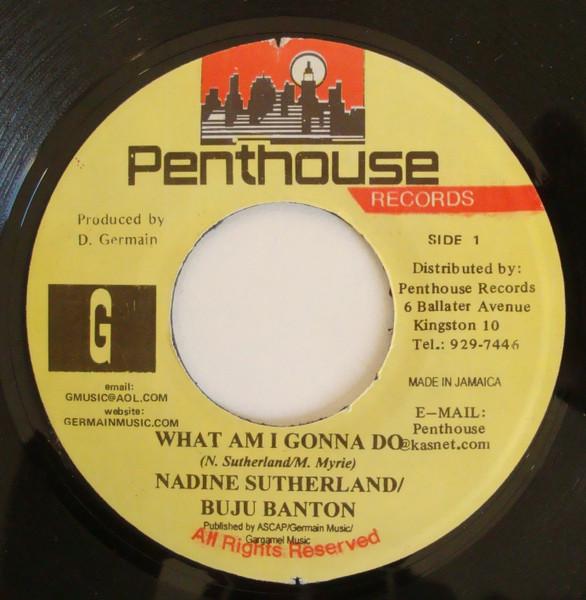 Penthouse
RECORDS
Produced by
D. Germain
SIDE 1
G
Distributed by:
Penthouse Records
6 Ballater Avenue
Kingston 10
Tel.: 929-7446
MADE IN JAMAICA
email:
GMUSIC@AOL.COM
website:
GERMAINMUSIC.COM
E-MAIL:
Penthouse
@kasnet.com
WHAT AM I GONNA DO
(N. Sutherland/M. Myrie)
NADINE SUTHERLAND/
BUJU BANTON
Published by ASCAP/Germain Music/
Gargamel Music
All Rights Reserved